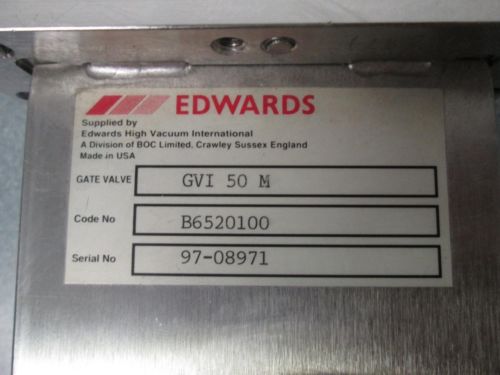 EDWARDS
Supplied by
Edwards High Vacuum International
A Division of BOC Limited, Crawley Sussex England
Made in USA
GATE VALVE GVI 50 M
Code No B6520100
Serial No 97-08971